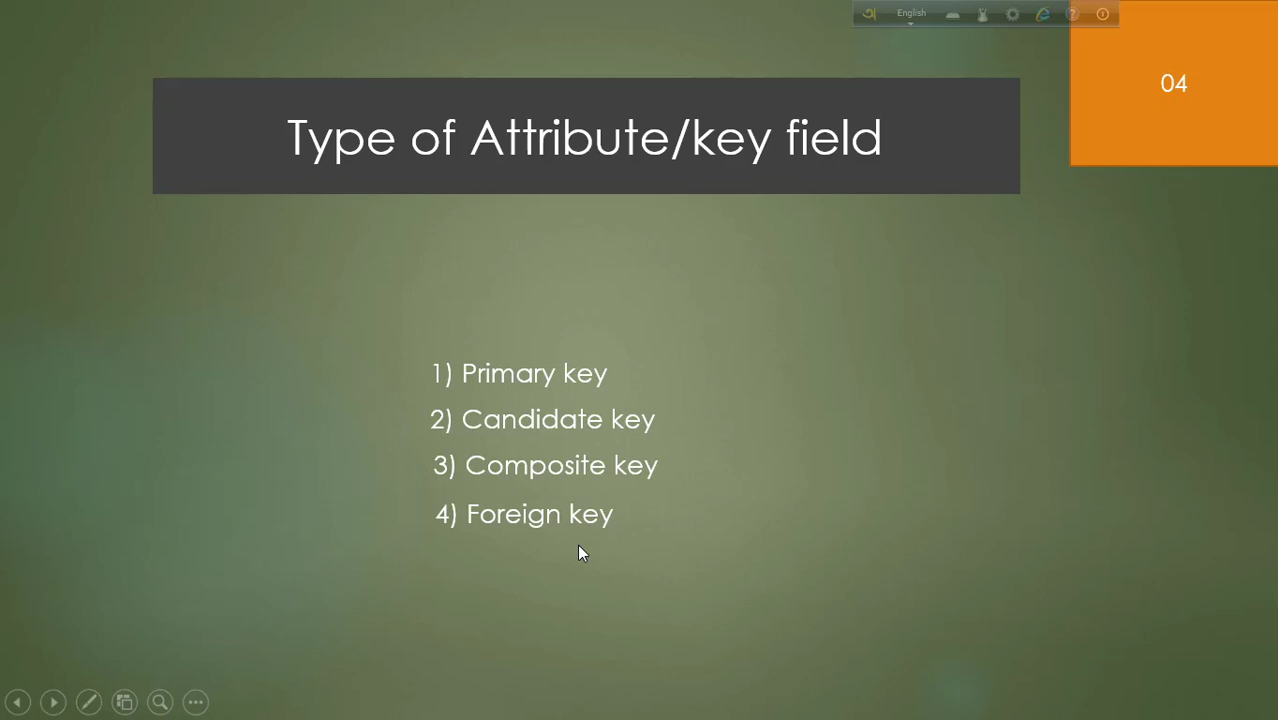 অ English
04
Type of Attribute/key field
1) Primary key
2) Candidate key
3) Composite key
4) Foreign key